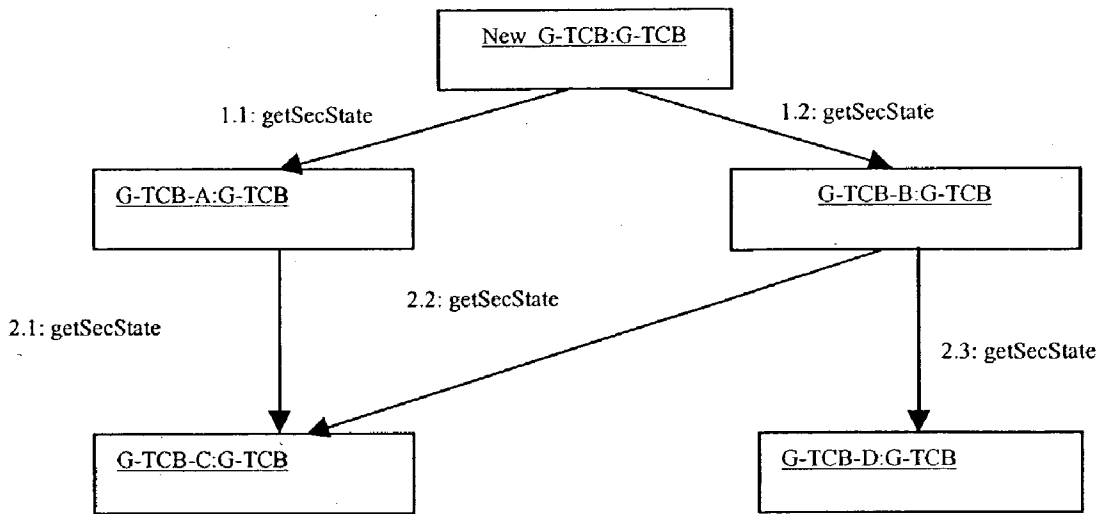 New_G-TCB:G-TCB
1.1: getSecState
1.2: getSecState
G-TCB-A:G-TCB
G-TCB-B:G-TCB
2.2: getSecState
2.1: getSecState
2.3: getSecState
G-TCB-C:G-TCB
G-TCB-D:G-TCB